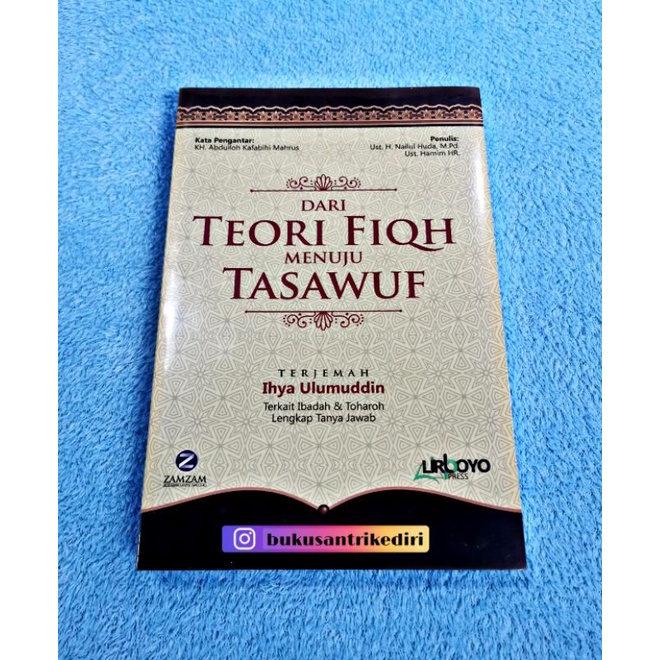 Kata Pengantar:
KH. Abdulloh Kafabihi Mahrus
Penulis:
Ust. H. Nailul Huda, M.Pd.
Ust. Hamim HR.
DARI
TEORI FIQH
MENUJU
TASAWUF
TERJEMAH
Ihya Ulumuddin
Terkait Ibadah & Toharoh
Lengkap Tanya Jawab
Z
ZAMZAM
LIRBOYO
PRESS
bukusantrikediri